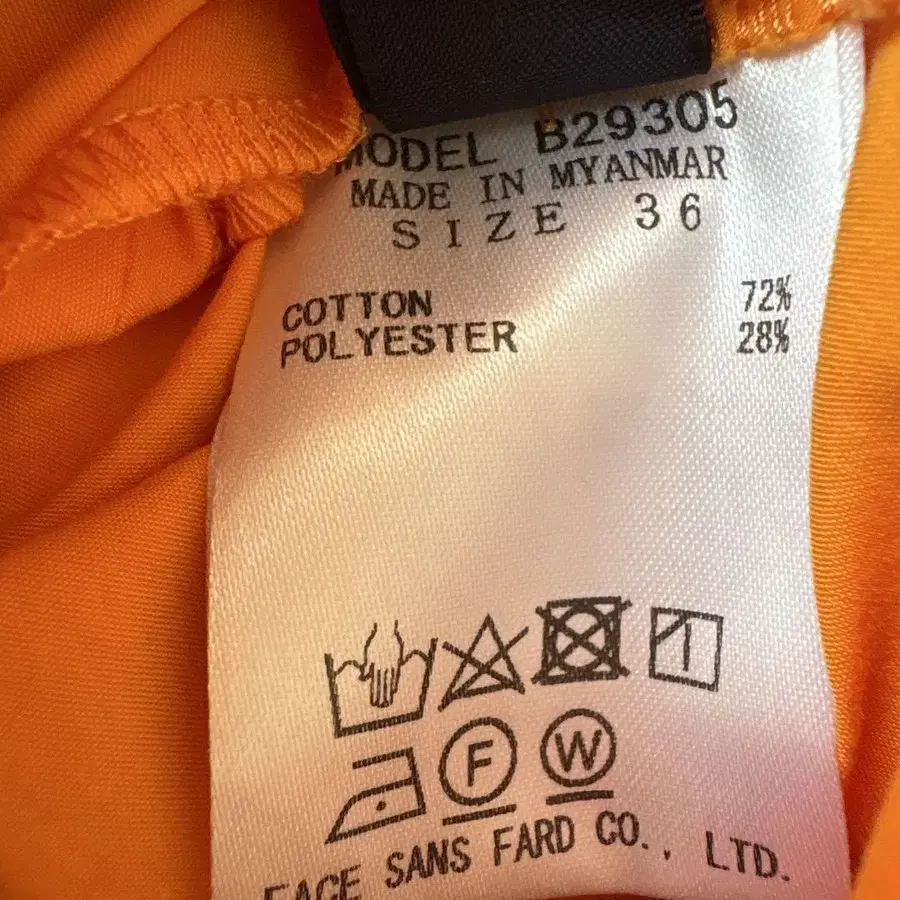 MODEL B29305
MADE IN MYANMAR
SIZE 36
COTTON 72%
POLYESTER 28%
F W
FACE SANS FARD CO., LTD.